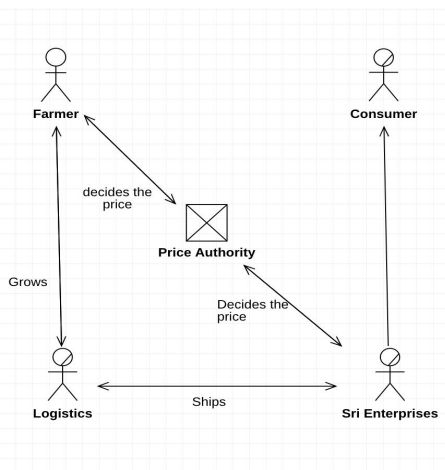 Farmer
Consumer
decides the
price
Price Authority
Grows
Decides the
price
Ships
Logistics
Sri Enterprises